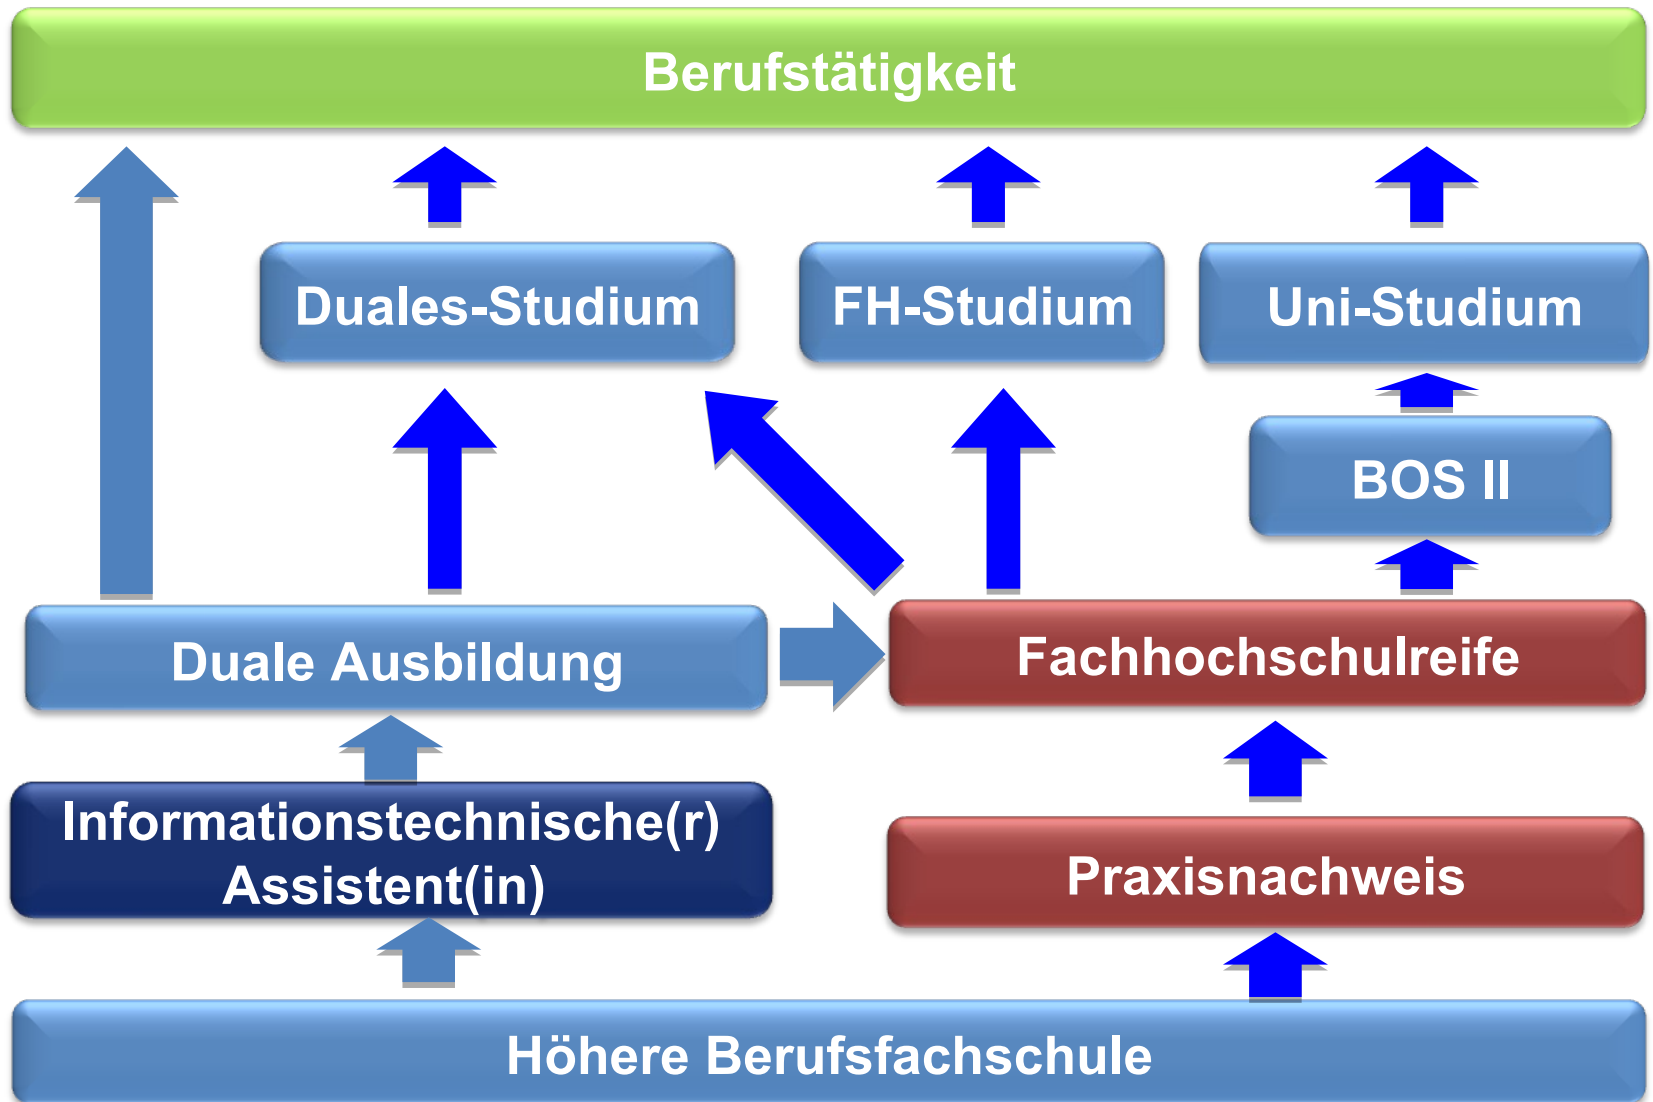 Berufstätigkeit
Duales-Studium
FH-Studium
Uni-Studium
BOS II
Duale Ausbildung
Fachhochschulreife
Informationstechnische(r)
Assistent(in)
Praxisnachweis
Höhere Berufsfachschule